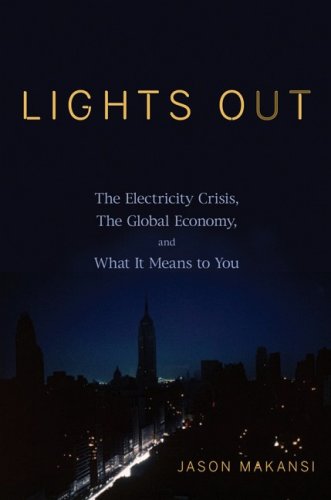 LIGHTS OUT
The Electricity Crisis,
The Global Economy,
and
What It Means to You
JASON MAKANSI